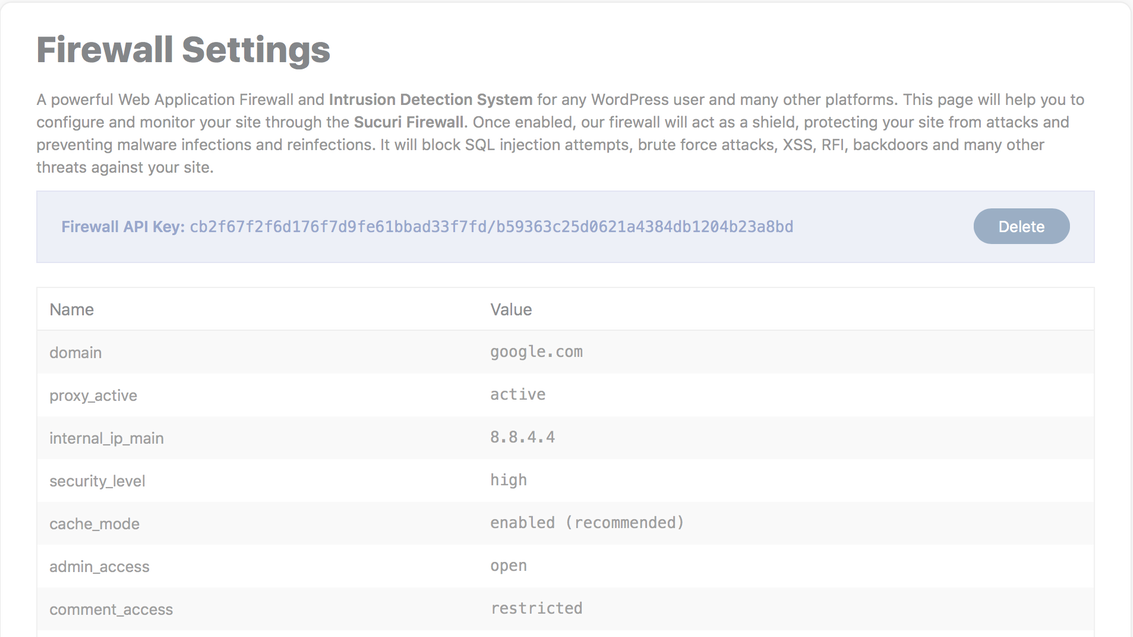 Firewall Settings
A powerful Web Application Firewall and Intrusion Detection System for any WordPress user and many other platforms. This page will help you to
configure and monitor your site through the Sucuri Firewall. Once enabled, our firewall will act as a shield, protecting your site from attacks and
preventing malware infections and reinfections. It will block SQL injection attempts, brute force attacks, XSS, RFI, backdoors and many other
threats against your site.
Firewall API Key: cb2f67f2f6d176f7d9fe61bbad33f7fd/b59363c25d0621a4384db1204b23a8bd Delete
Name Value
domain google.com
proxy_active active
internal_ip_main 8.8.4.4
security_level high
cache_mode enabled (recommended)
admin_access open
comment_access restricted